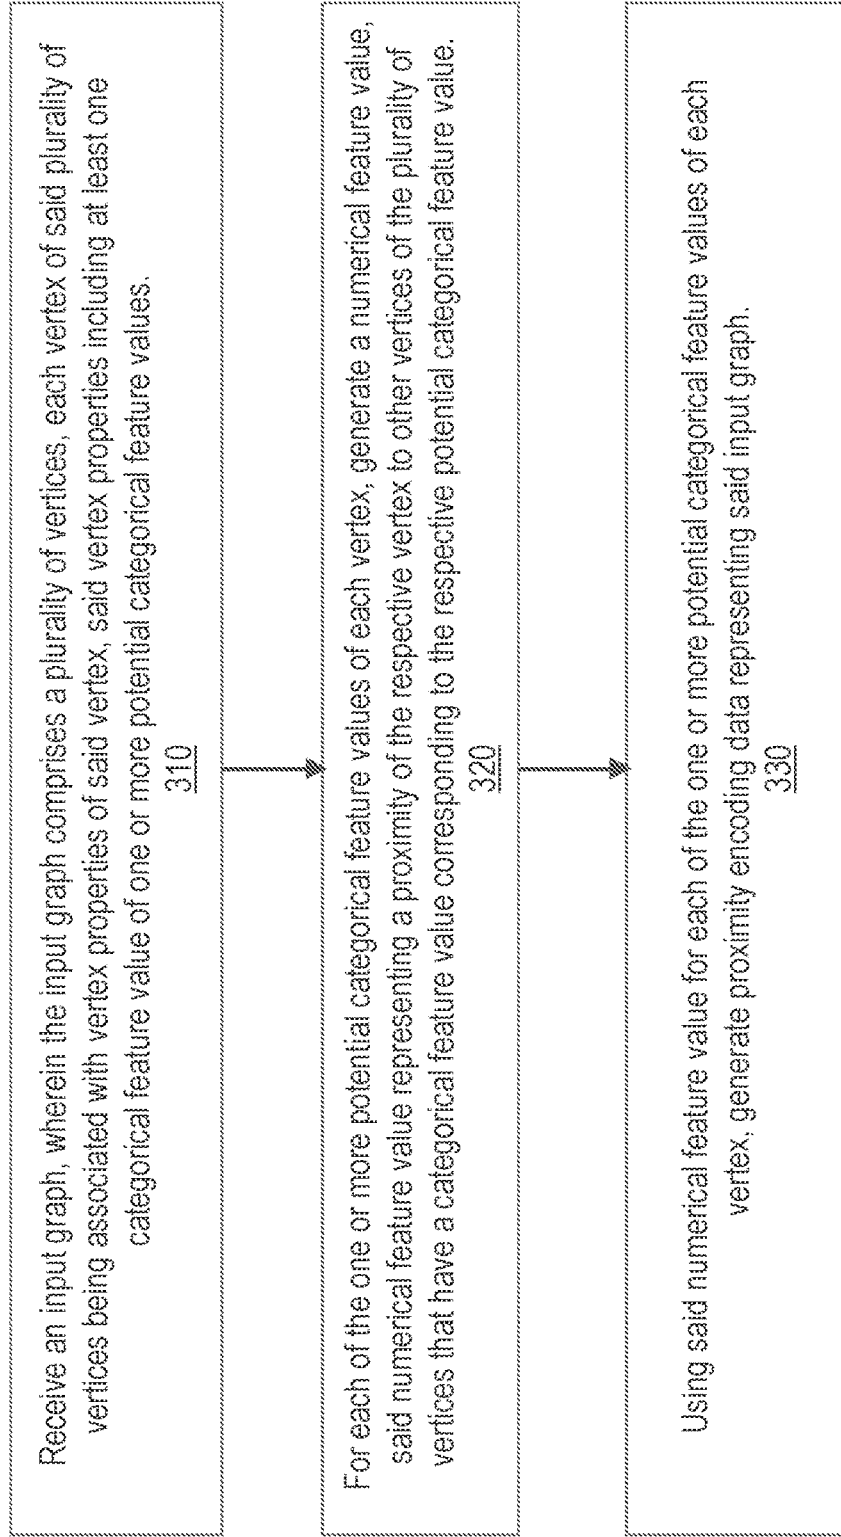 Receive an input graph, wherein the input graph comprises a plurality of vertices, each vertex of said plurality of
vertices being associated with vertex properties of said vertex, said vertex properties including at least one
categorical feature value of one or more potential categorical feature values.
310
For each of the one or more potential categorical feature values of each vertex, generate a numerical feature value,
said numerical feature value representing a proximity of the respective vertex to other vertices of the plurality of
vertices that have a categorical feature value corresponding to the respective potential categorical feature value.
320
Using said numerical feature value for each of the one or more potential categorical feature values of each
vertex, generate proximity encoding data representing said input graph.
330